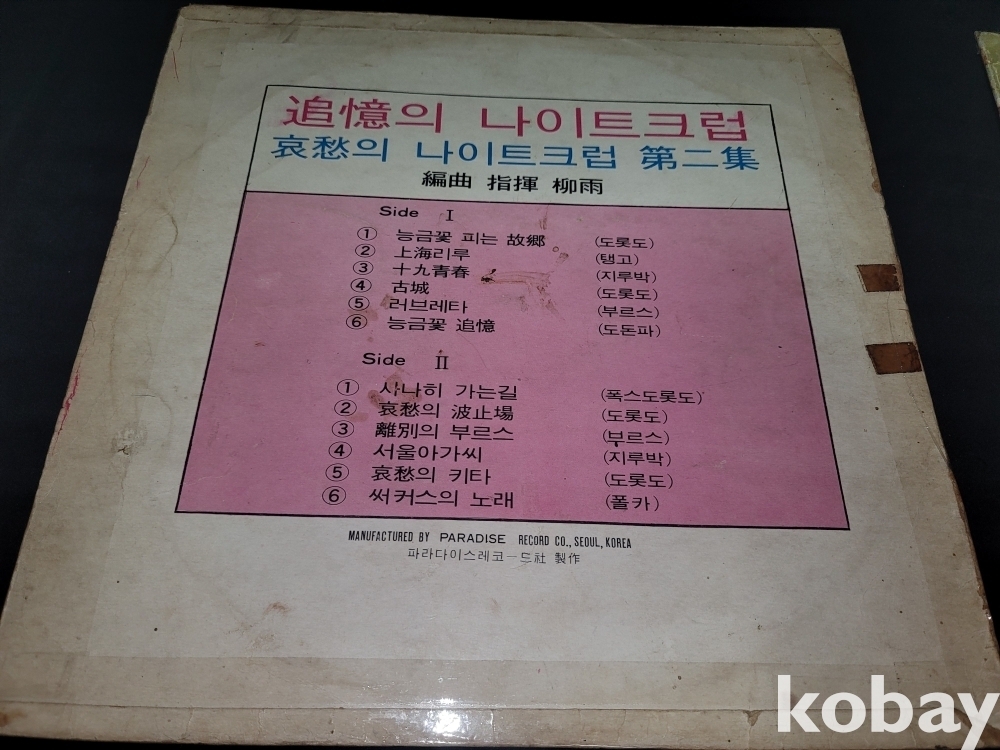 追憶의 나이트크럽
哀愁의 나이트크럽 第二集
編曲 指揮 柳雨
Side I
① 능금꽃 피는 故郷 (도롯도)
② 上海리루 (탱고)
③ 十九青春 (지루박)
④ 古城 (도롯도)
⑤ 러브레타 (부르스)
⑥ 능금꽃 追憶 (도돈파)
Side II
① 사나히 가는길 (폭스도롯도)
② 哀愁의 波止場 (도롯도)
③ 離別의 부르스 (부르스)
④ 서울아가씨 (지루박)
⑤ 哀愁의 키타 (도롯도)
⑥ 써커스의 노래 (폴카)
MANUFACTURED BY PARADISE RECORD CO., SEOUL, KOREA
파라다이스레코ー드社 製作
kobay